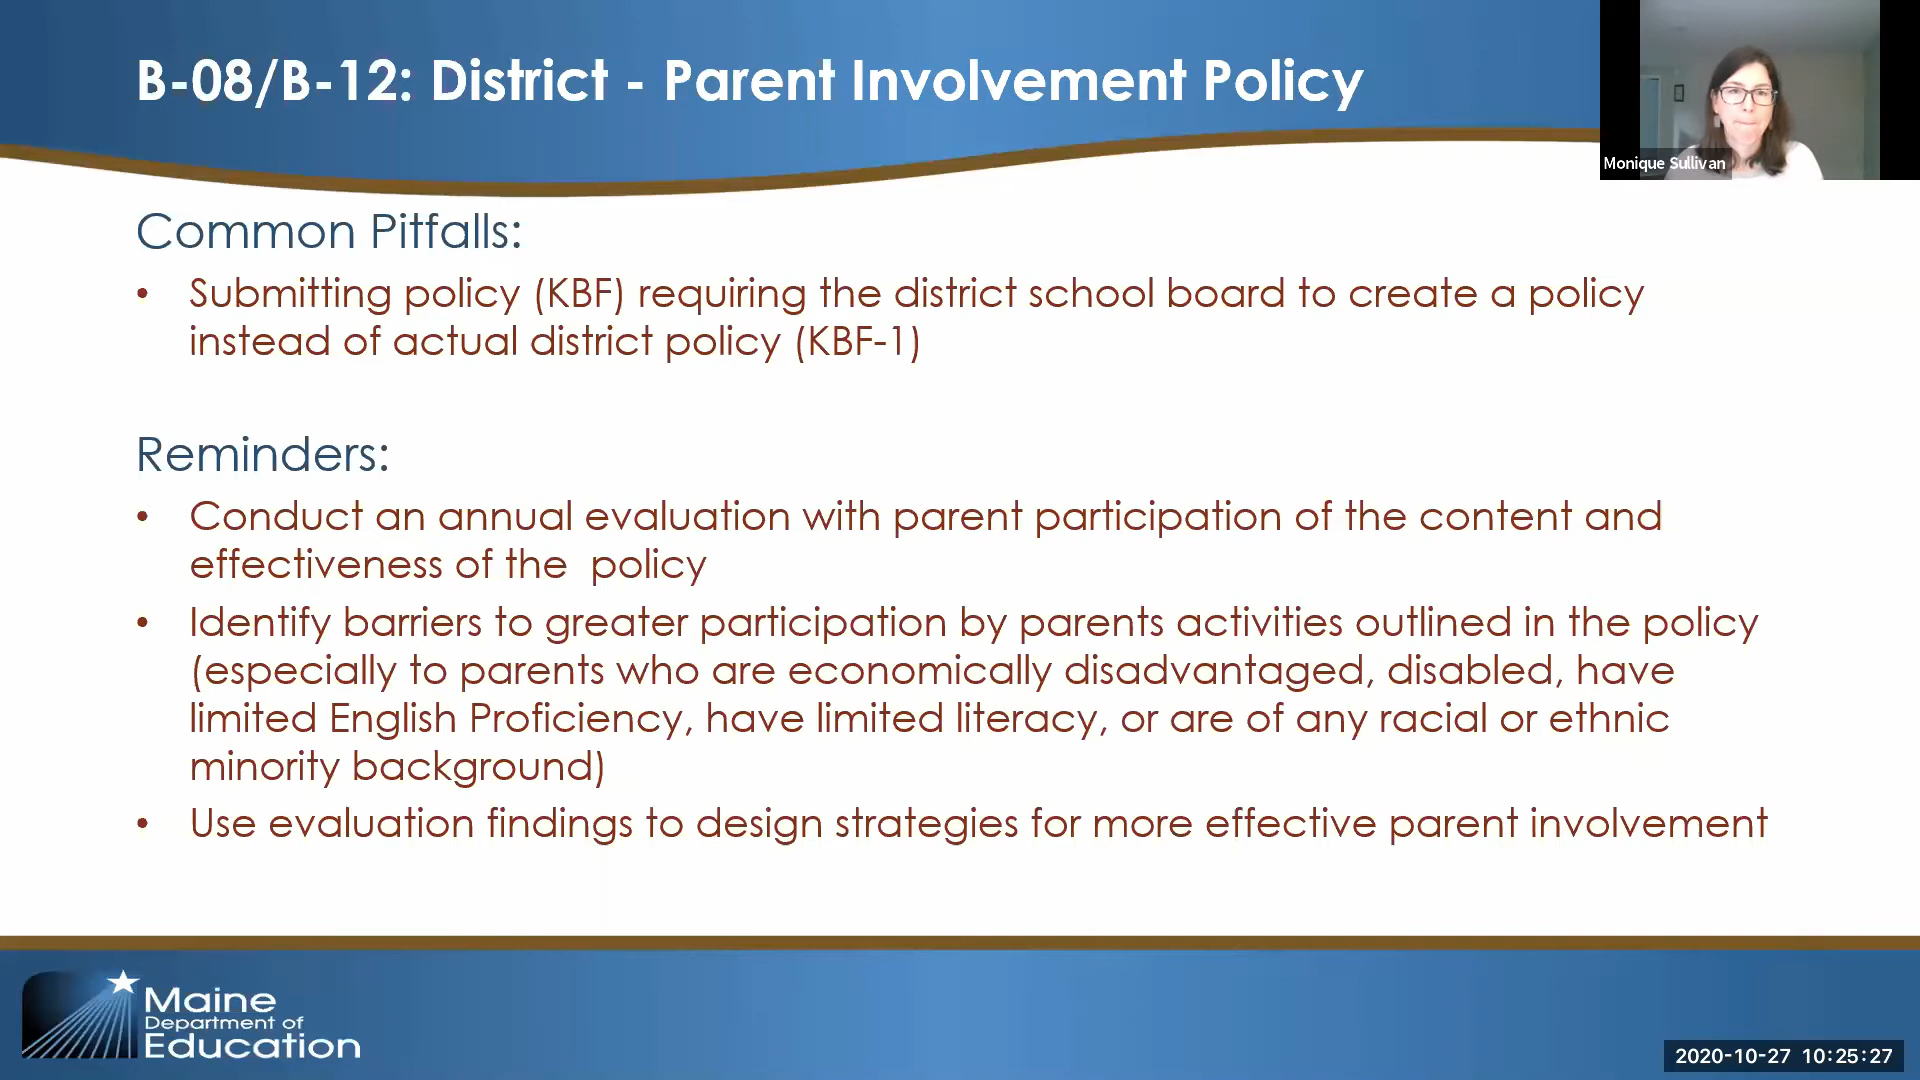 B-08/B-12: District - Parent Involvement Policy
Monique Sullivan
Common Pitfalls:
• Submitting policy (KBF) requiring the district school board to create a policy
instead of actual district policy (KBF-1)
Reminders:
• Conduct an annual evaluation with parent participation of the content and
effectiveness of the  policy
• Identify barriers to greater participation by parents activities outlined in the policy
(especially to parents who are economically disadvantaged, disabled, have
limited English Proficiency, have limited literacy, or are of any racial or ethnic
minority background)
• Use evaluation findings to design strategies for more effective parent involvement
Maine
Department of
Education
2020-10-27 10:25:27